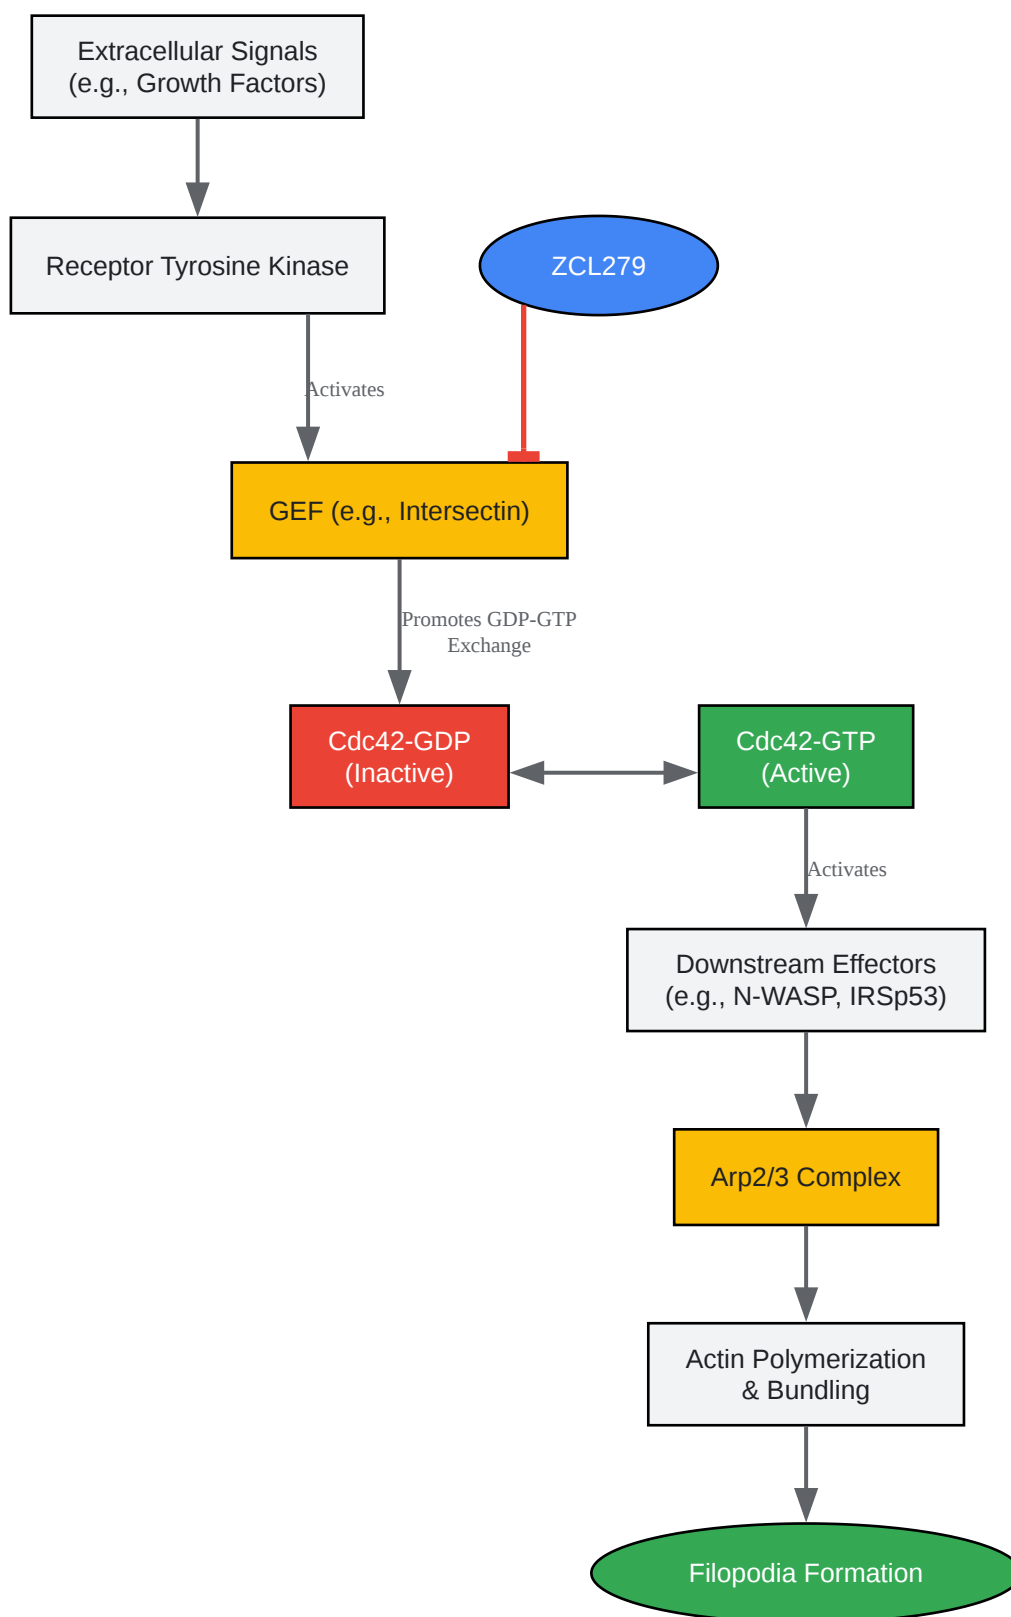 Extracellular Signals
(e.g., Growth Factors)
Receptor Tyrosine Kinase
ZCL279
Activates
GEF (e.g., Intersectin)
Promotes GDP-GTP
Exchange
Cdc42-GDP
(Inactive)
Cdc42-GTP
(Active)
Activates
Downstream Effectors
(e.g., N-WASP, IRSp53)
Arp2/3 Complex
Actin Polymerization
& Bundling
Filopodia Formation